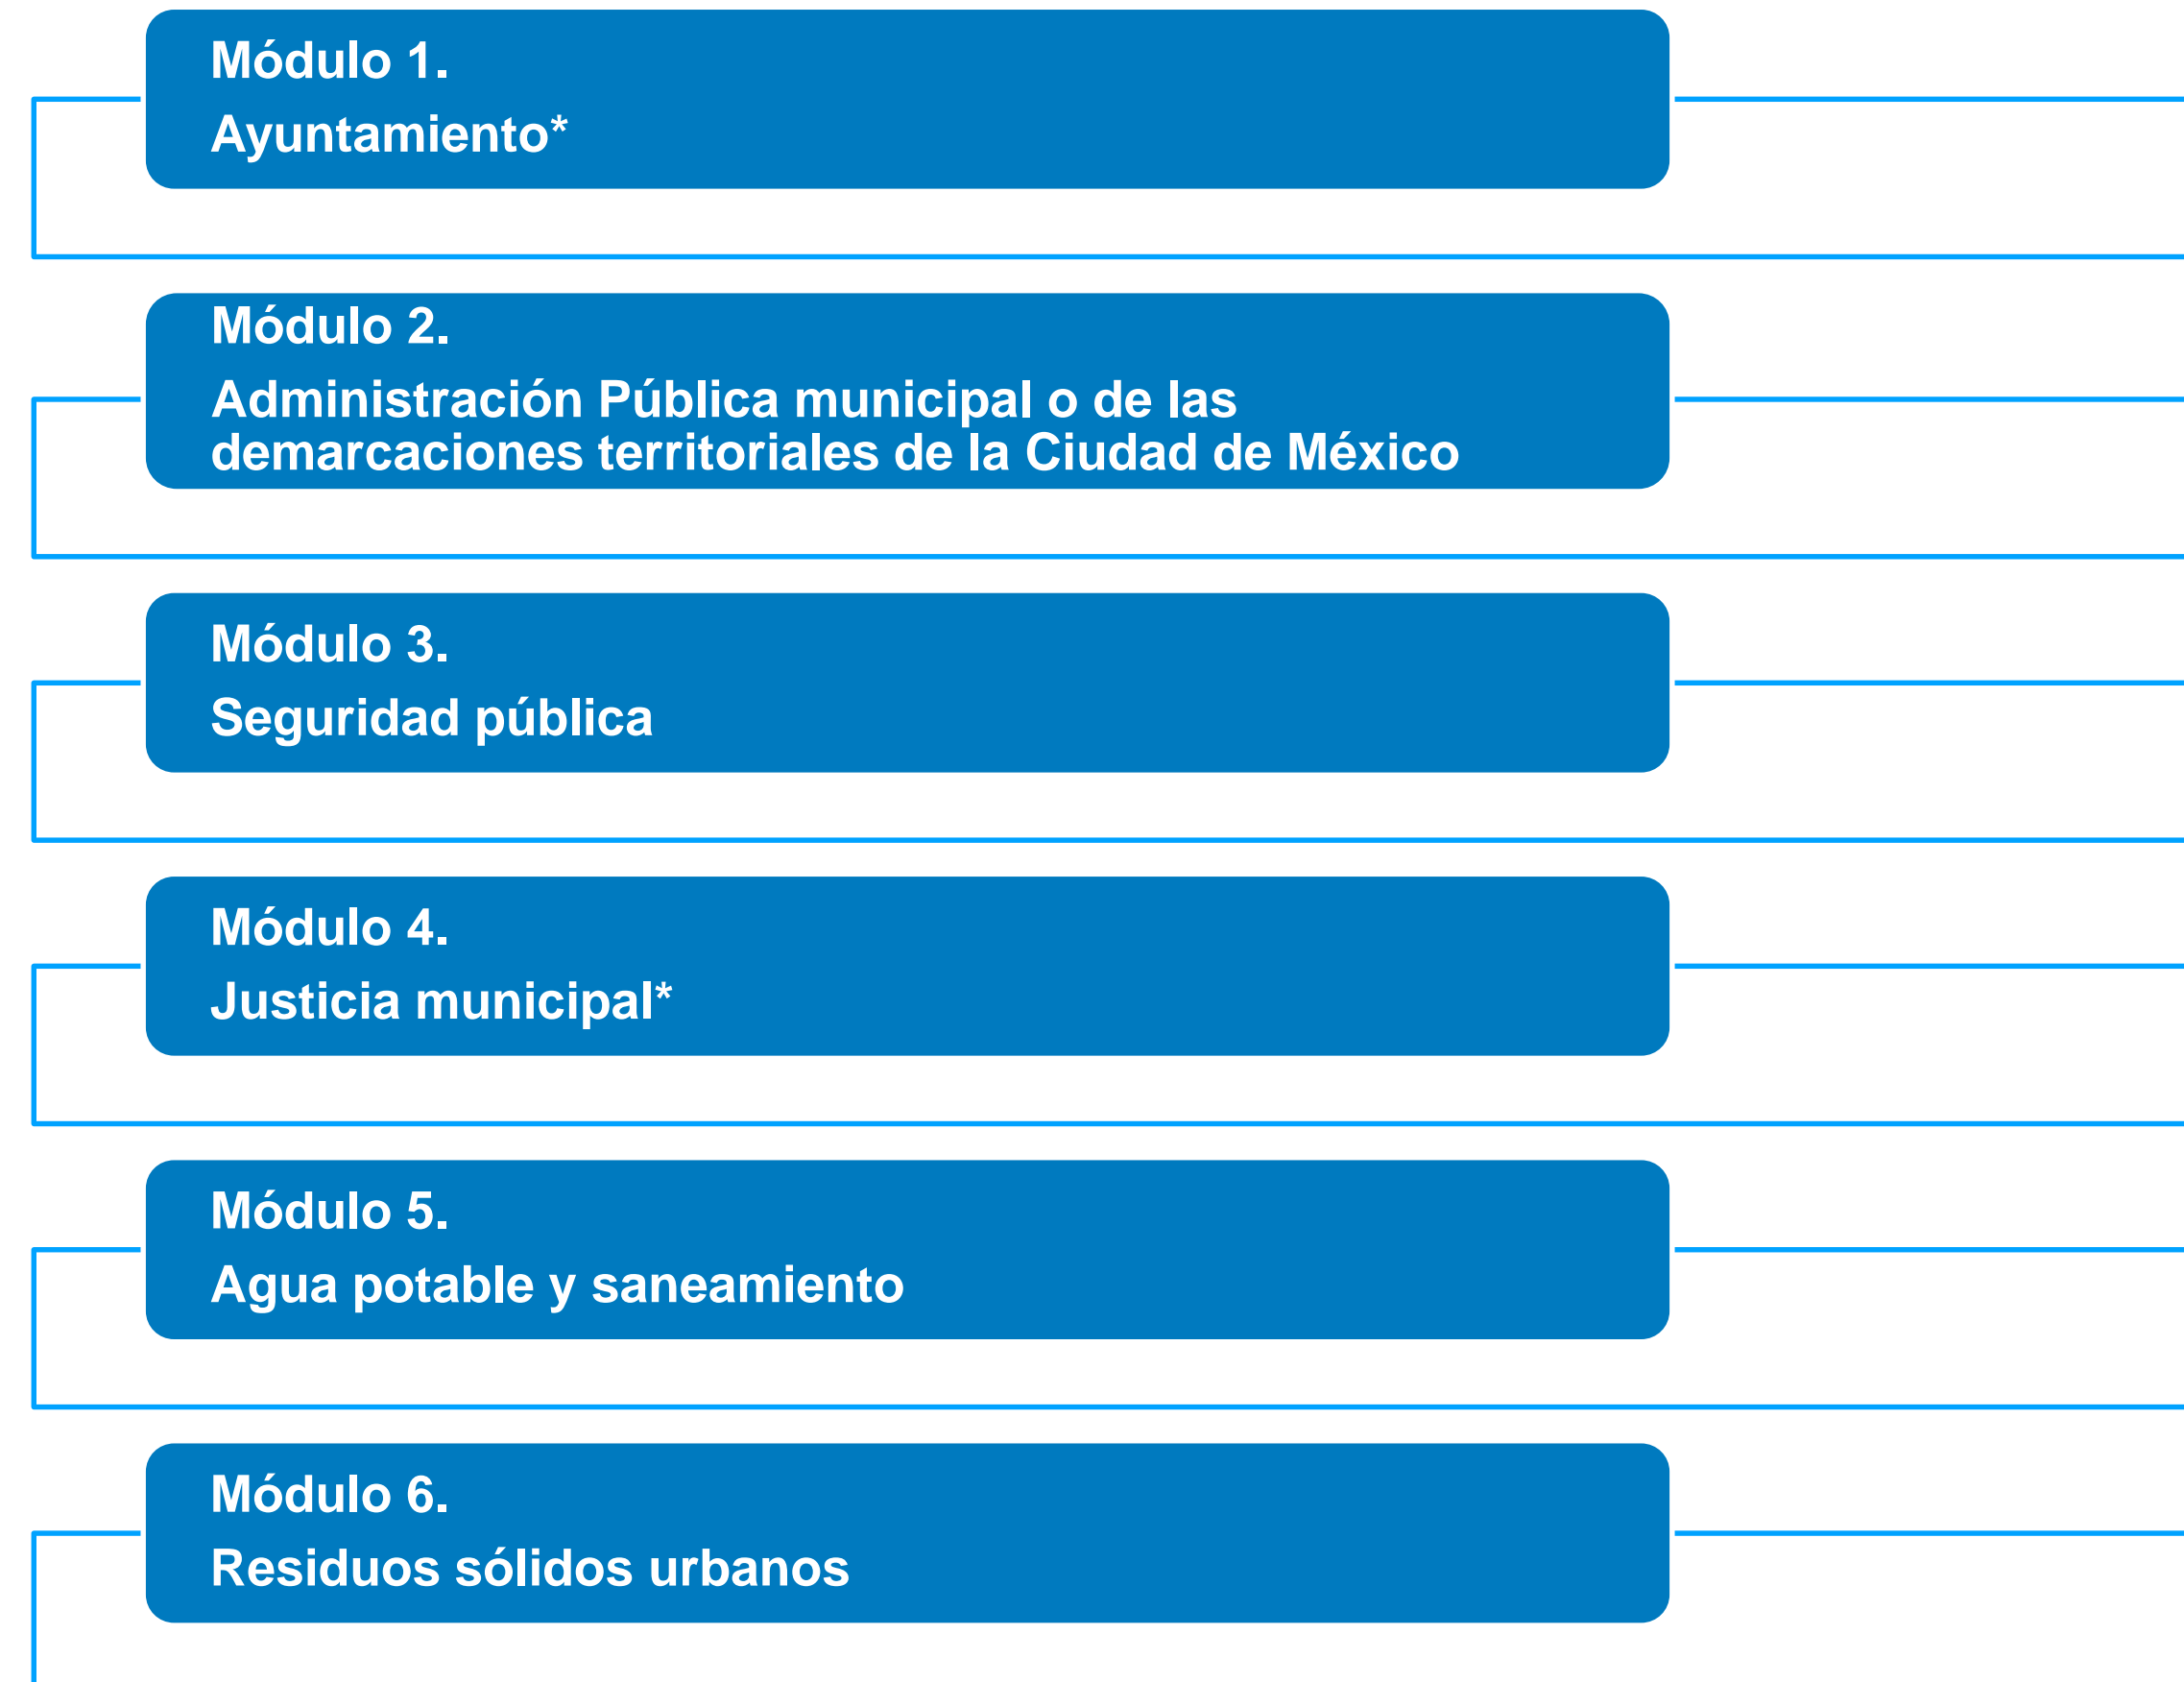 Módulo 1.
Ayuntamiento*
Módulo 2.
Administración Pública municipal o de las
demarcaciones territoriales de la Ciudad de México
Módulo 3.
Seguridad pública
Módulo 4.
Justicia municipal*
Módulo 5.
Agua potable y saneamiento
Módulo 6.
Residuos sólidos urbanos